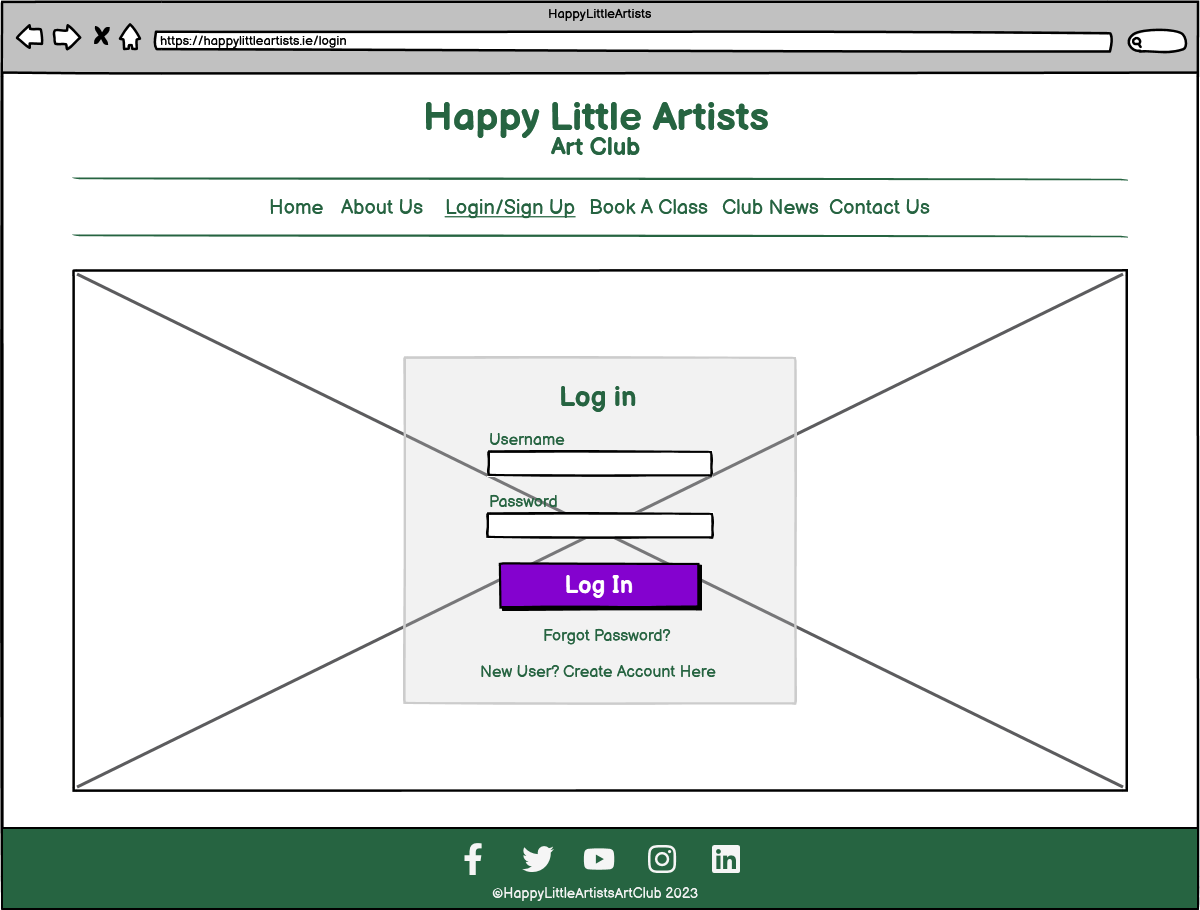 HappyLittleArtists
https://happylittleartists.ie/login
Happy Little Artists
Art Club
Home About Us Login/Sign Up Book A Class Club News Contact Us
Log in
Username
Password
Log In
Forgot Password?
New User? Create Account Here
©HappyLittleArtistsArtClub 2023